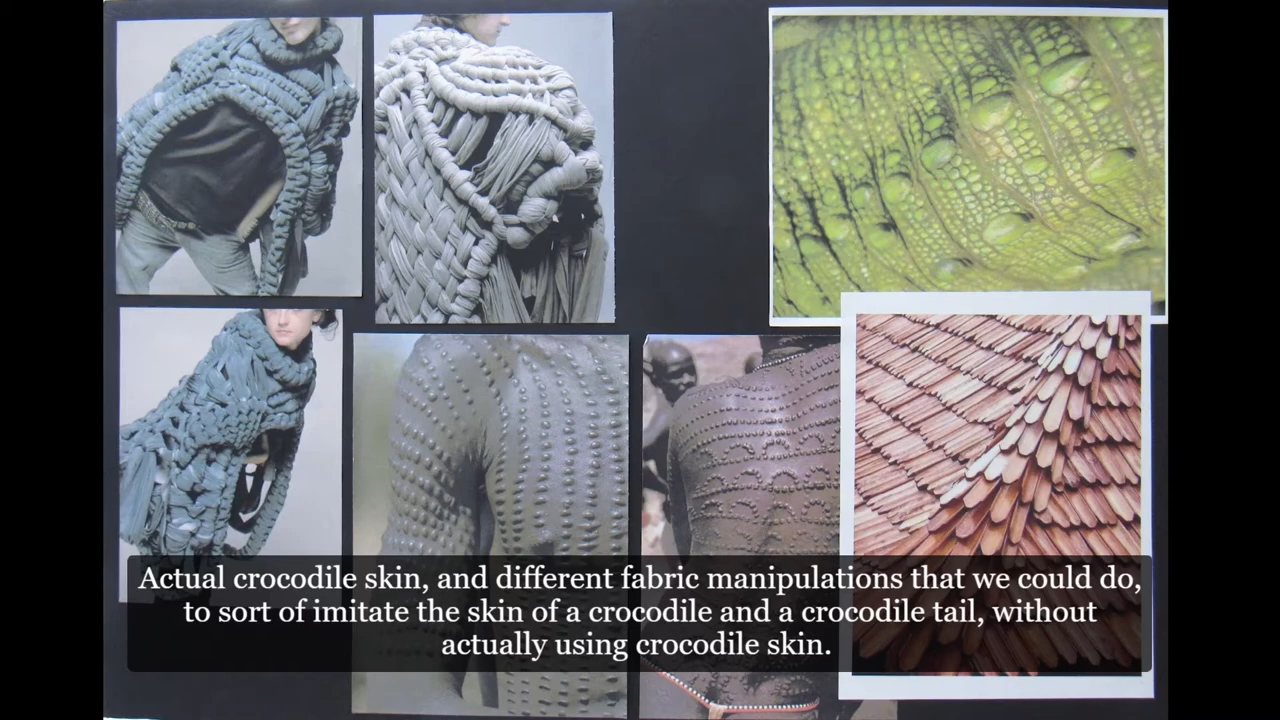 Actual crocodile skin, and different fabric manipulations that we could do,
to sort of imitate the skin of a crocodile and a crocodile tail, without
actually using crocodile skin.